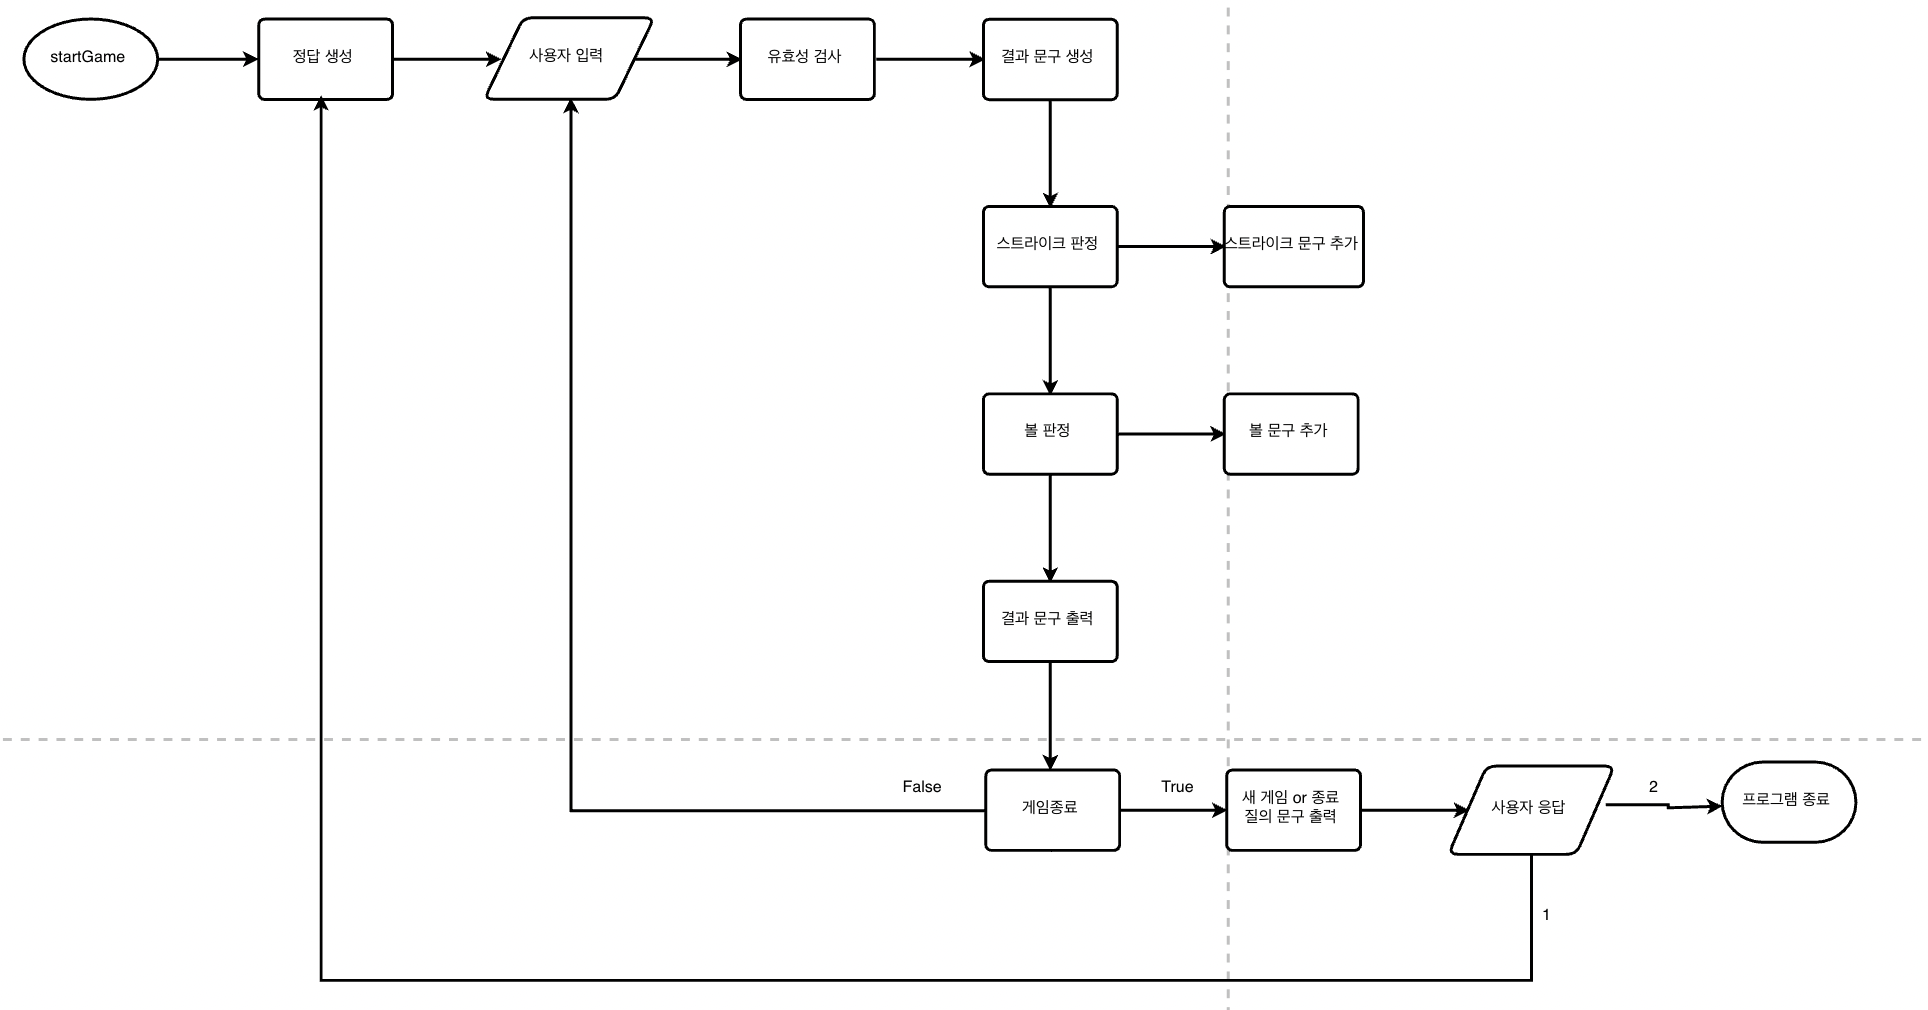 startGame
정답 생성
사용자 입력
유효성 검사
결과 문구 생성
스트라이크 판정
스트라이크 문구 추가
볼 판정
볼 문구 추가
결과 문구 출력
False
게임종료
True
새 게임 or 종료
질의 문구 출력
사용자 응답
2
프로그램 종료
1